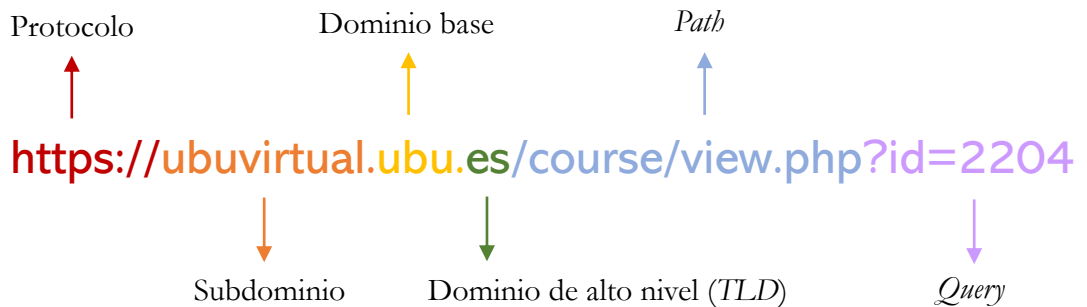 Protocolo
Dominio base
Path
https://ubuvirtual.ubu.es/course/view.php?id=2204
Subdominio
Dominio de alto nivel (TLD)
Query